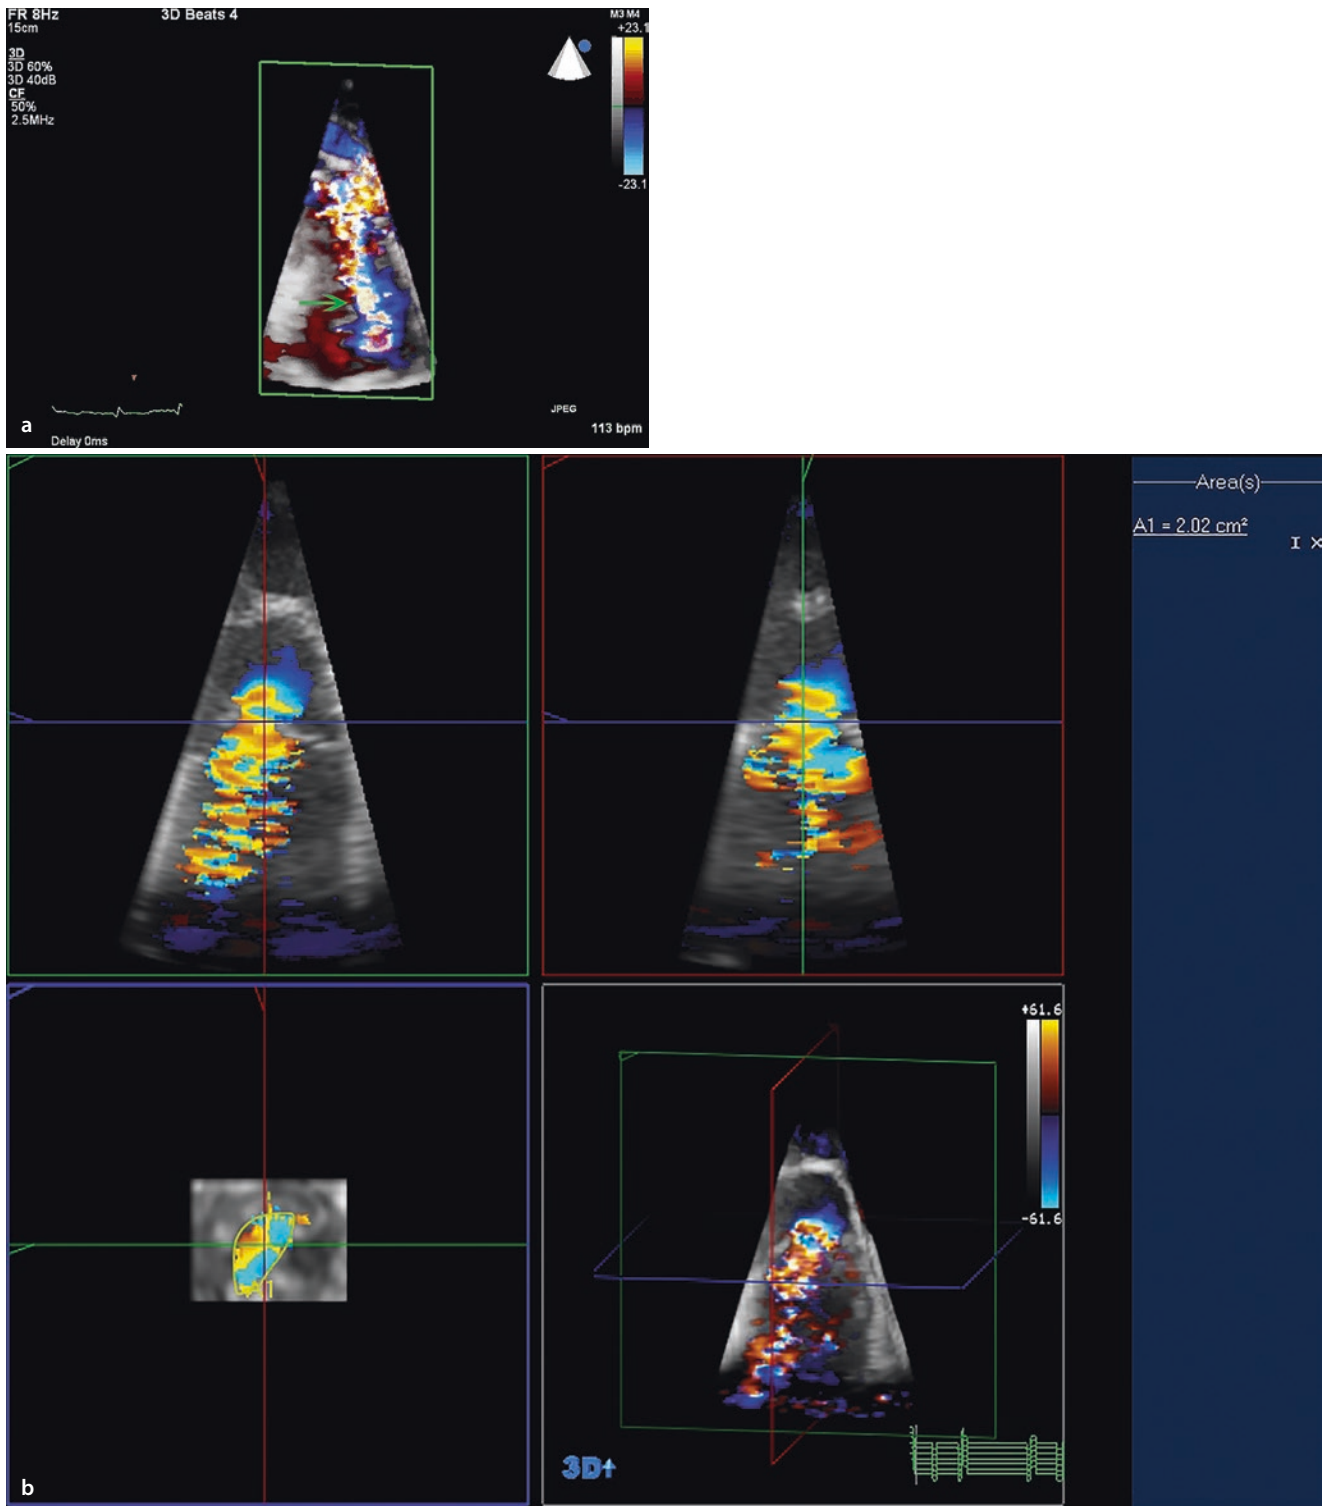 FR 8Hz
15cm
3D Beats 4
M3 M4
+23.1
3D
3D 60%
3D 40dB
CF
50%
2.5MHz
-23.1
JPEG
113 bpm
Delay 0ms
a
Area(s)
A1 = 2.02 cm²
I X
A1
+61.6
-61.6
3D
b